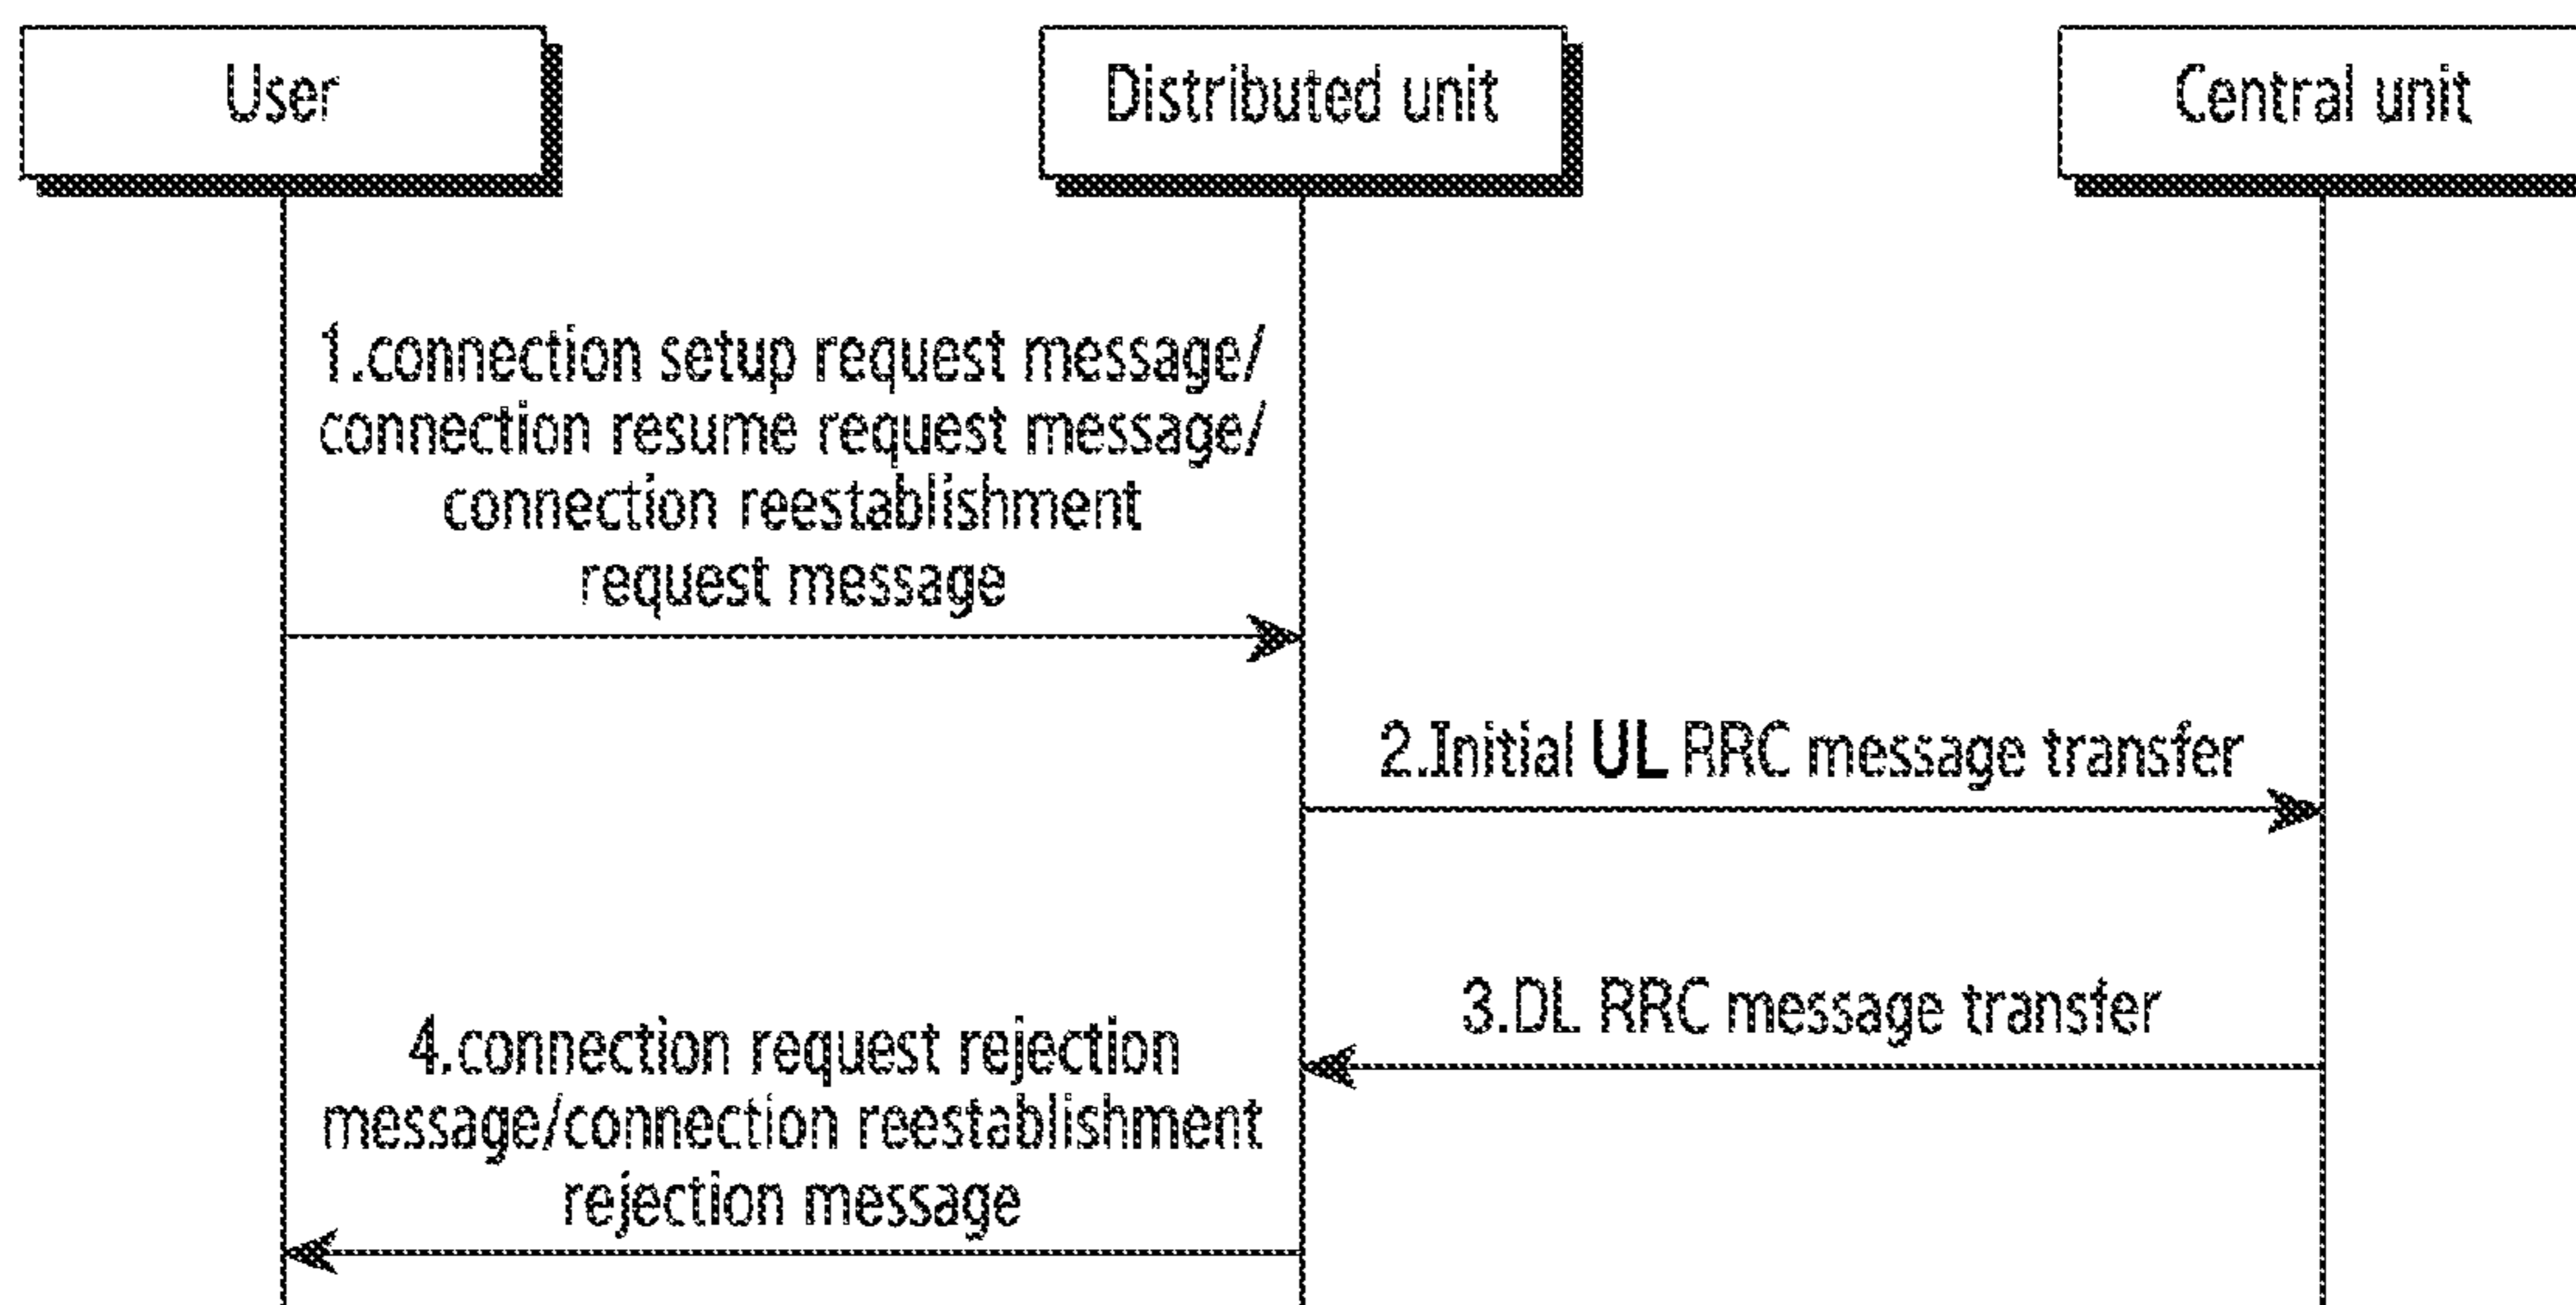 User
Distributed unit
Central unit
1.connection setup request message/
connection resume request message/
connection reestablishment
request message
2.Initial UL RRC message transfer
3.DL RRC message transfer
4.connection request rejection
message/connection reestablishment
rejection message